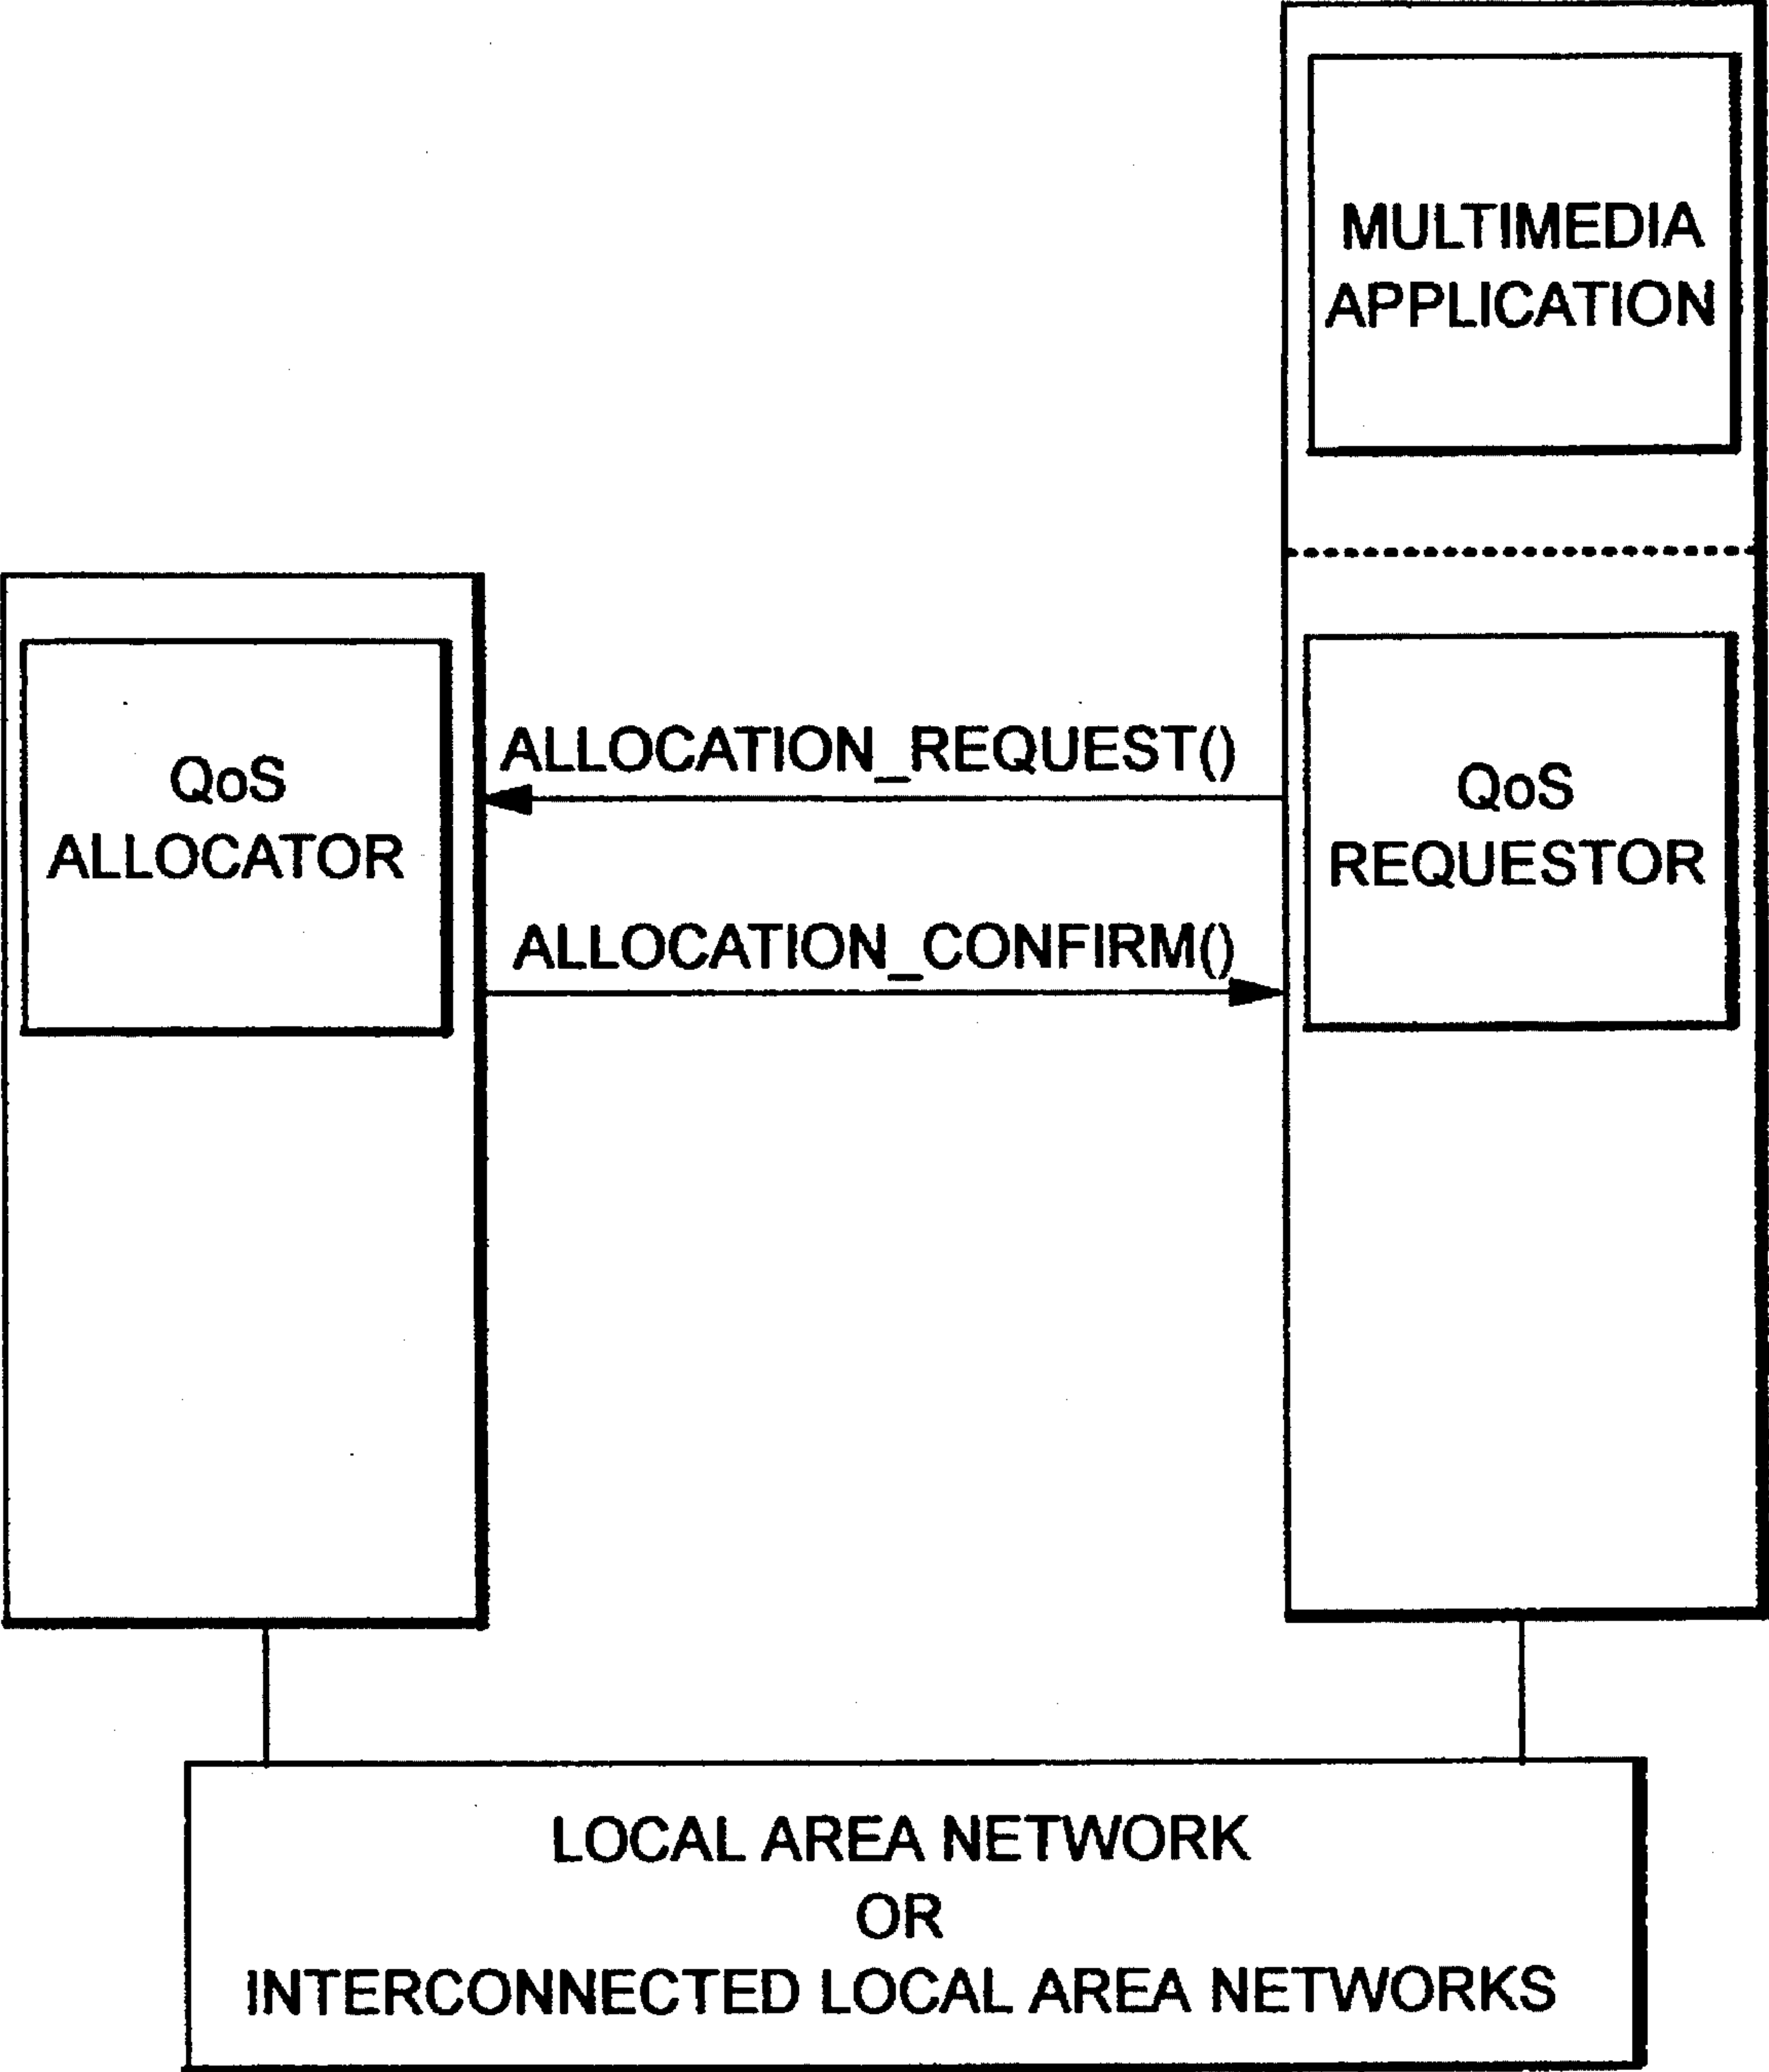 MULTIMEDIA
APPLICATION
QoS
ALLOCATOR
ALLOCATION_REQUEST()
ALLOCATION_CONFIRM()
QoS
REQUESTOR
LOCAL AREA NETWORK
OR
INTERCONNECTED LOCAL AREA NETWORKS